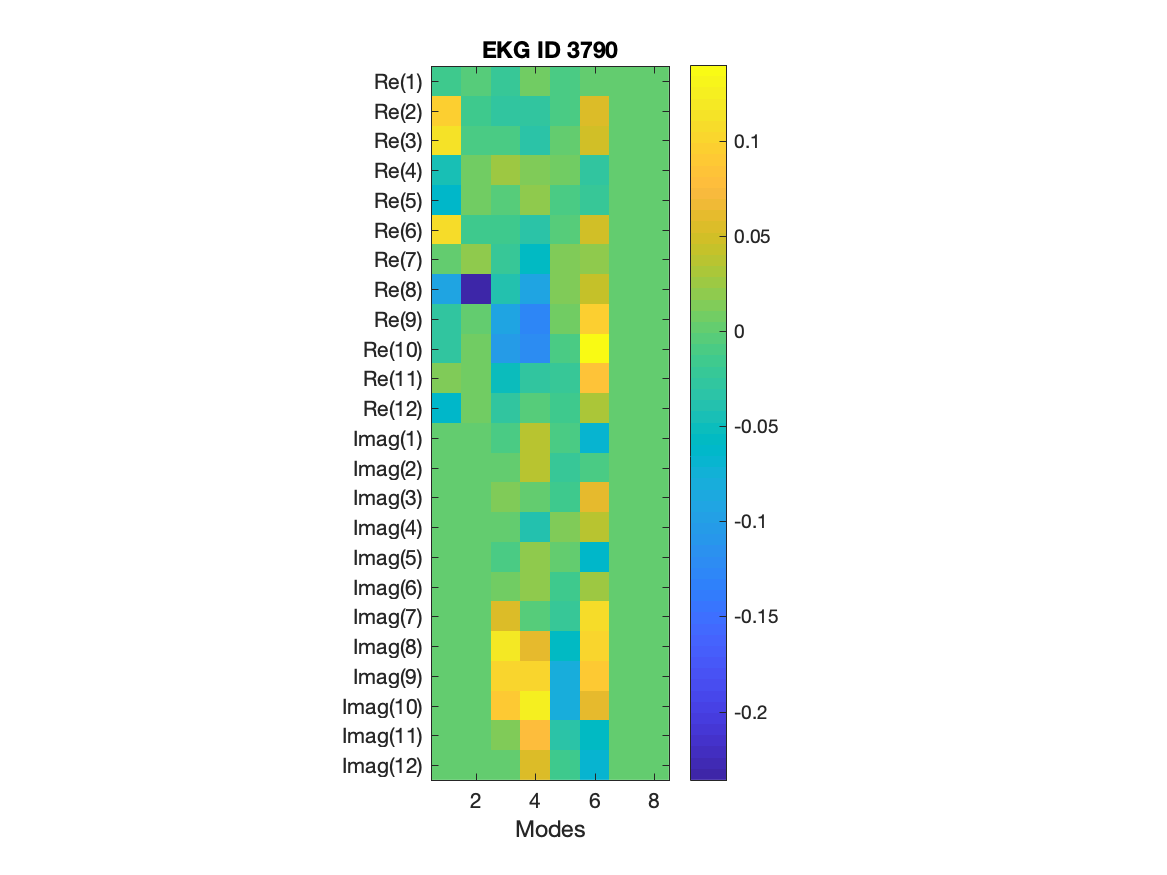 EKG ID 3790
Re(1)
Re(2)
Re(3)
Re(4)
Re(5)
Re(6)
Re(7)
Re(8)
Re(9)
Re(10)
Re(11)
Re(12)
Imag(1)
Imag(2)
Imag(3)
Imag(4)
Imag(5)
Imag(6)
Imag(7)
Imag(8)
Imag(9)
Imag(10)
Imag(11)
Imag(12)
2 4 6 8
Modes
0.1
0.05
0
-0.05
-0.1
-0.15
-0.2